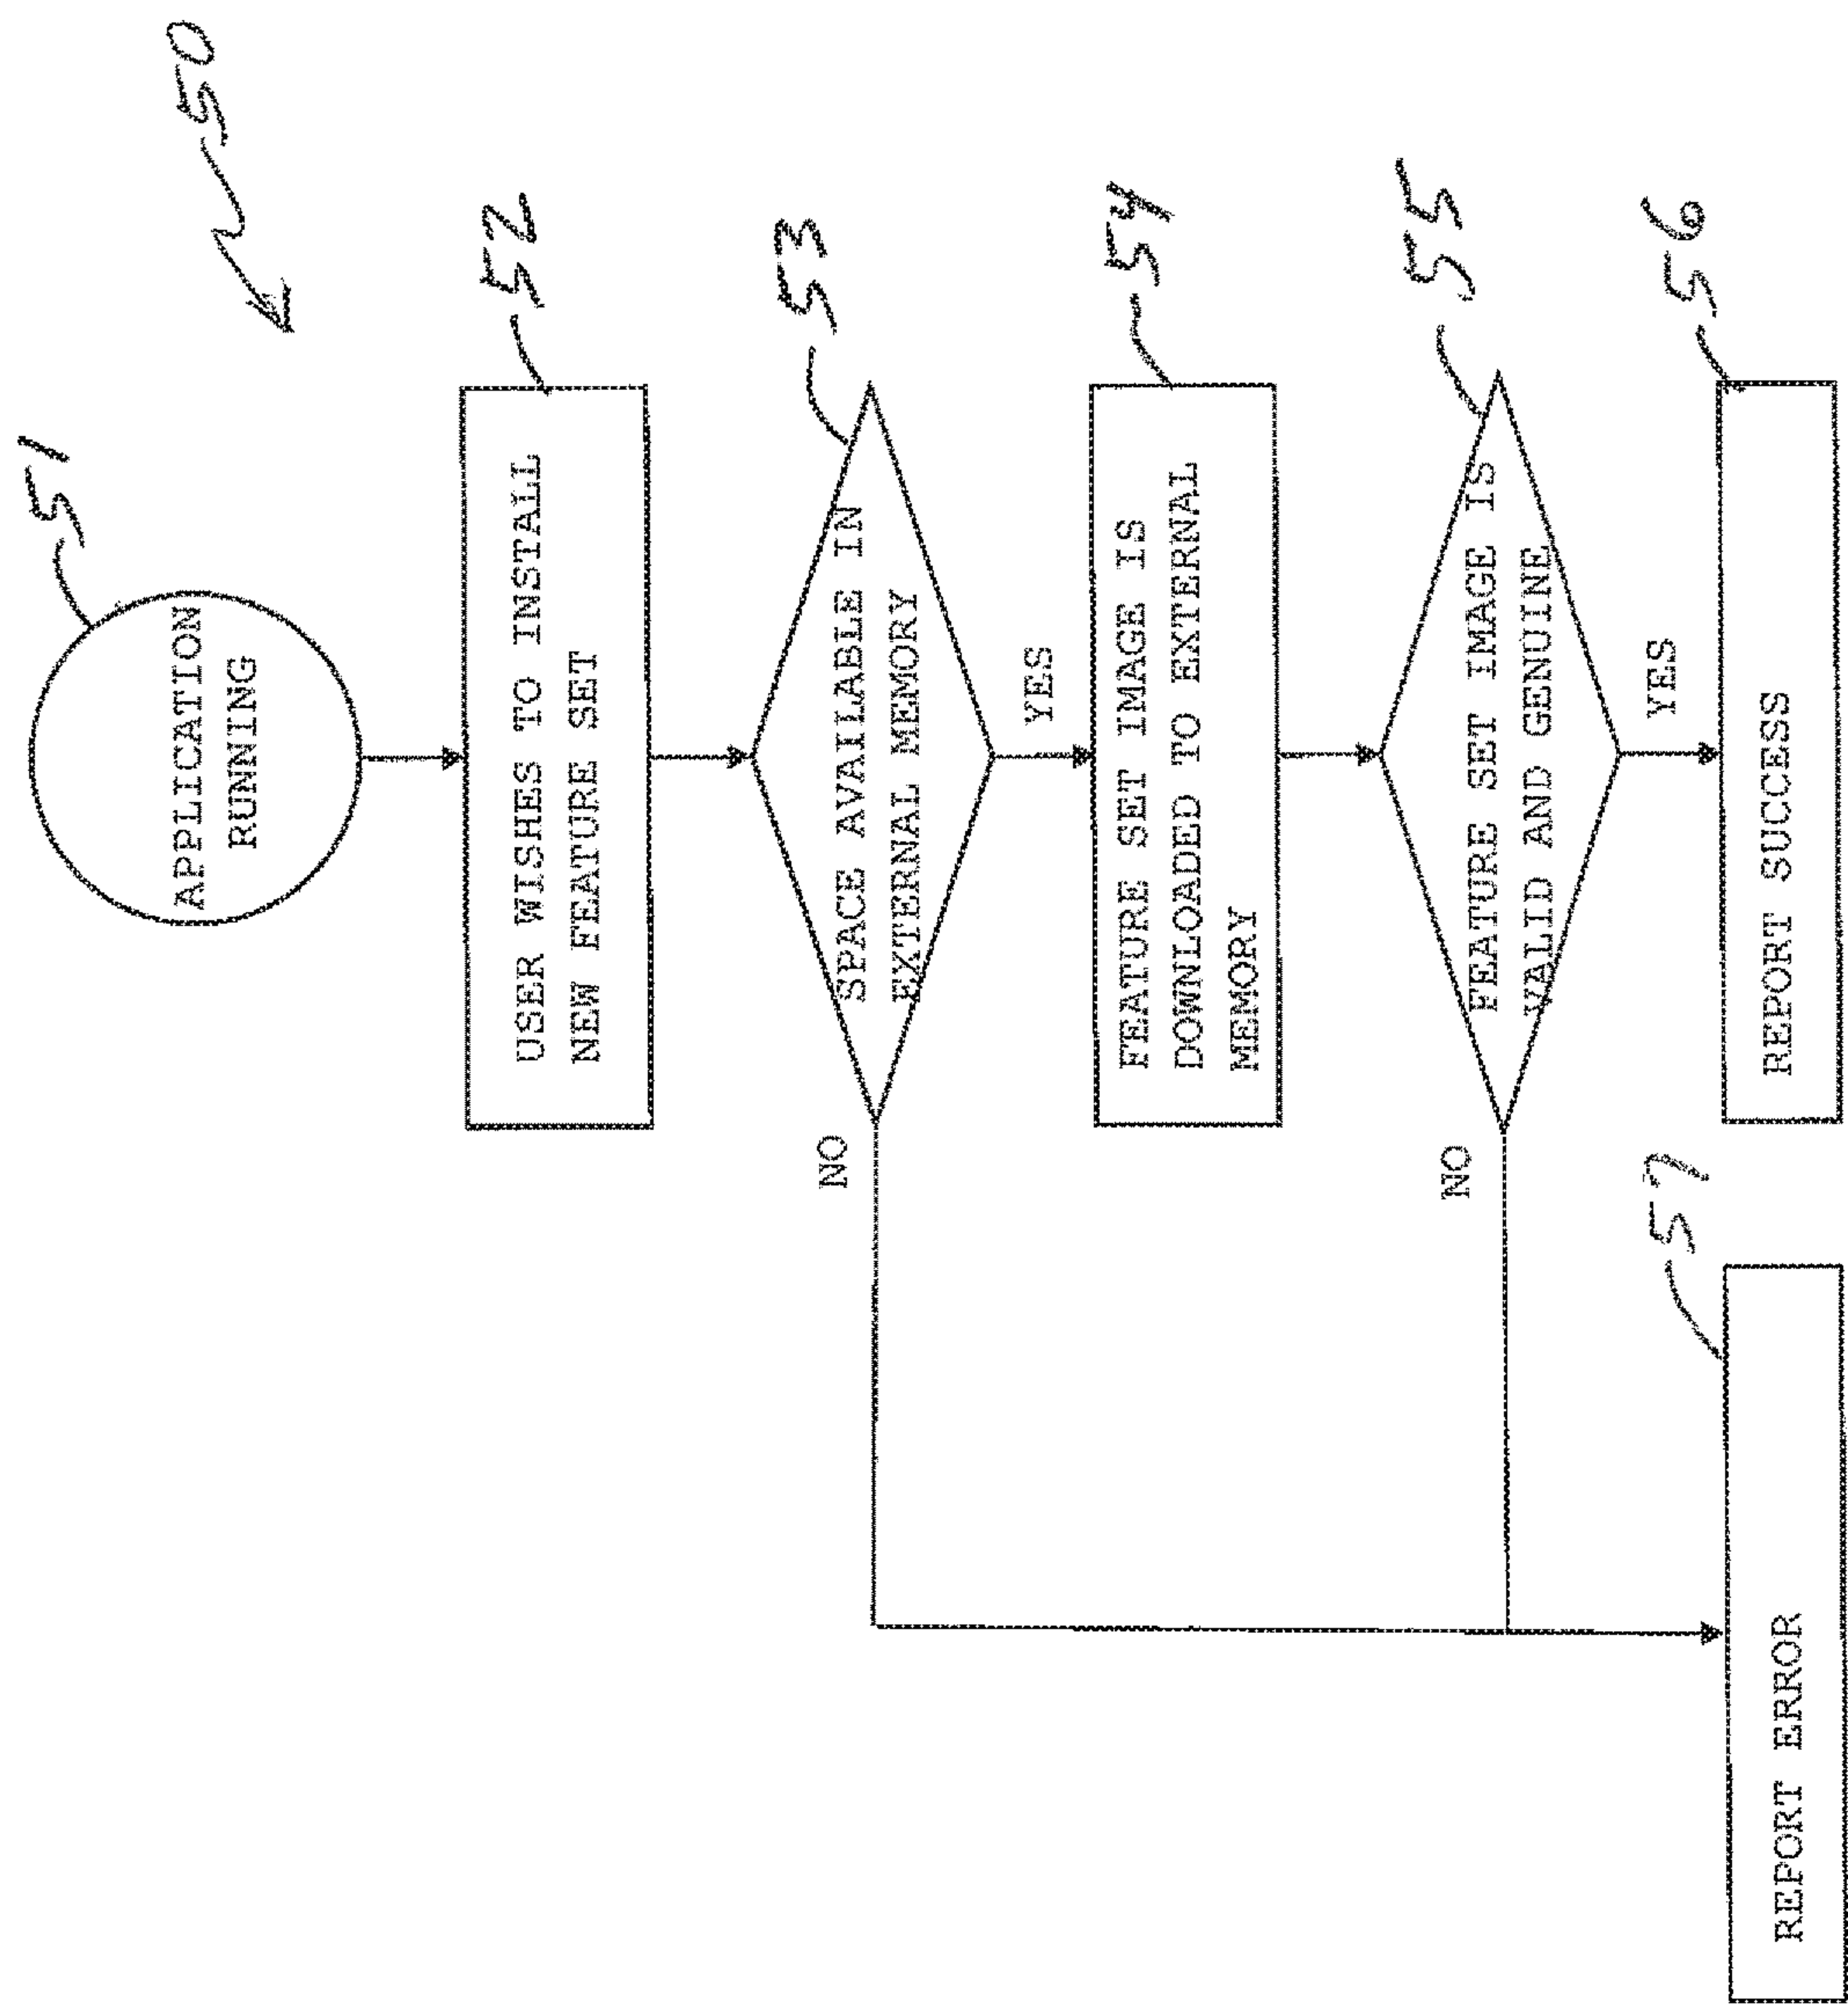 50
51
APPLICATION
RUNNING
52
USER WISHES TO INSTALL
NEW FEATURE SET
53
SPACE AVAILABLE IN
EXTERNAL MEMORY
NO
YES
54
FEATURE SET IMAGE IS
DOWNLOADED TO EXTERNAL
MEMORY
55
FEATURE SET IMAGE IS
VALID AND GENUINE
NO
YES
56
REPORT SUCCESS
57
REPORT ERROR